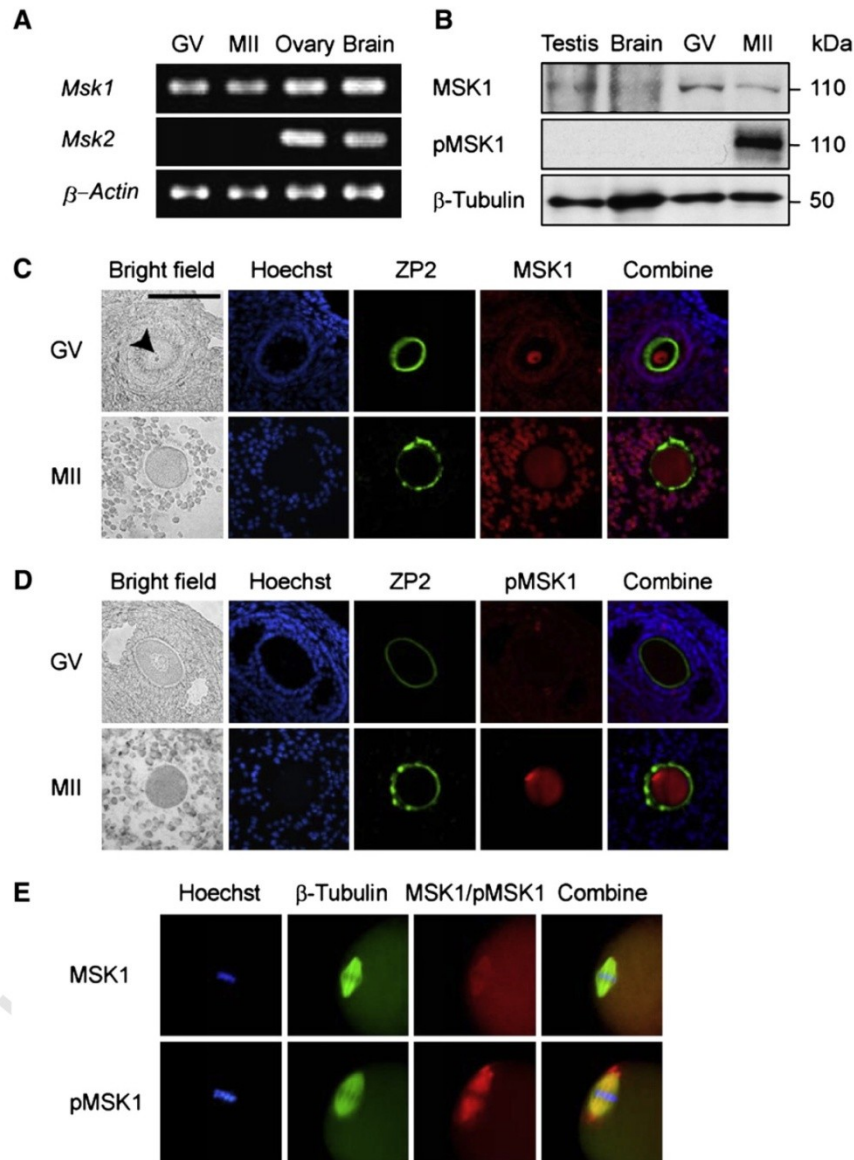 A
GV MII Ovary Brain
Msk1
Msk2
β–Actin
B
Testis Brain GV MII kDa
MSK1 110
pMSK1 110
β-Tubulin 50
C
Bright field Hoechst ZP2 MSK1 Combine
GV
MII
D
Bright field Hoechst ZP2 pMSK1 Combine
GV
MII
E
Hoechst β-Tubulin MSK1/pMSK1 Combine
MSK1
pMSK1